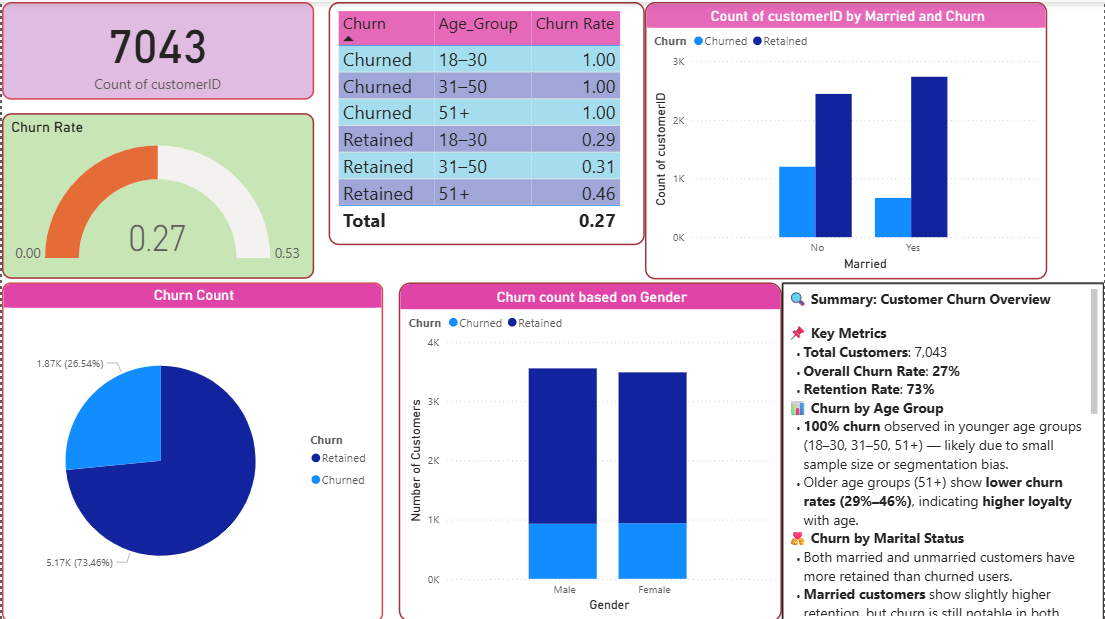 7043
Count of customerID
Churn Rate
0.27
0.00
0.53
Churn Age_Group Churn Rate
Churned 18–30 1.00
Churned 31–50 1.00
Churned 51+ 1.00
Retained 18–30 0.29
Retained 31–50 0.31
Retained 51+ 0.46
Total 0.27
Count of customerID by Married and Churn
Churn Churned Retained
Count of customerID
3K
2K
1K
0K
No Yes
Married
Churn Count
1.87K (26.54%)
5.17K (73.46%)
Churn
Retained
Churned
Churn count based on Gender
Churn Churned Retained
Number of Customers
4K
3K
2K
1K
0K
Male Female
Gender
🔍 Summary: Customer Churn Overview
📌 Key Metrics
• Total Customers: 7,043
• Overall Churn Rate: 27%
• Retention Rate: 73%
📊 Churn by Age Group
• 100% churn observed in younger age groups
(18–30, 31–50, 51+) — likely due to small
sample size or segmentation bias.
• Older age groups (51+) show lower churn
rates (29%–46%), indicating higher loyalty
with age.
Churn by Marital Status
• Both married and unmarried customers have
more retained than churned users.
• Married customers show slightly higher
retention, but churn is still notable in both